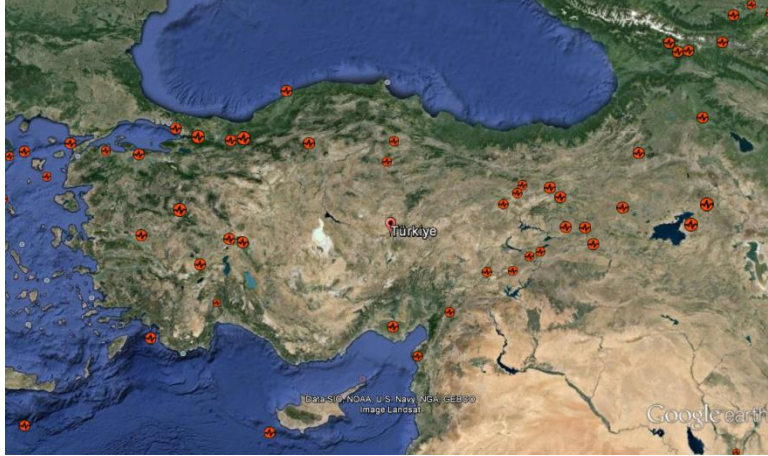 Türkiye
Data SIO, NOAA, U.S. Navy, NGA, GEBCO
Image Landsat
Google earth